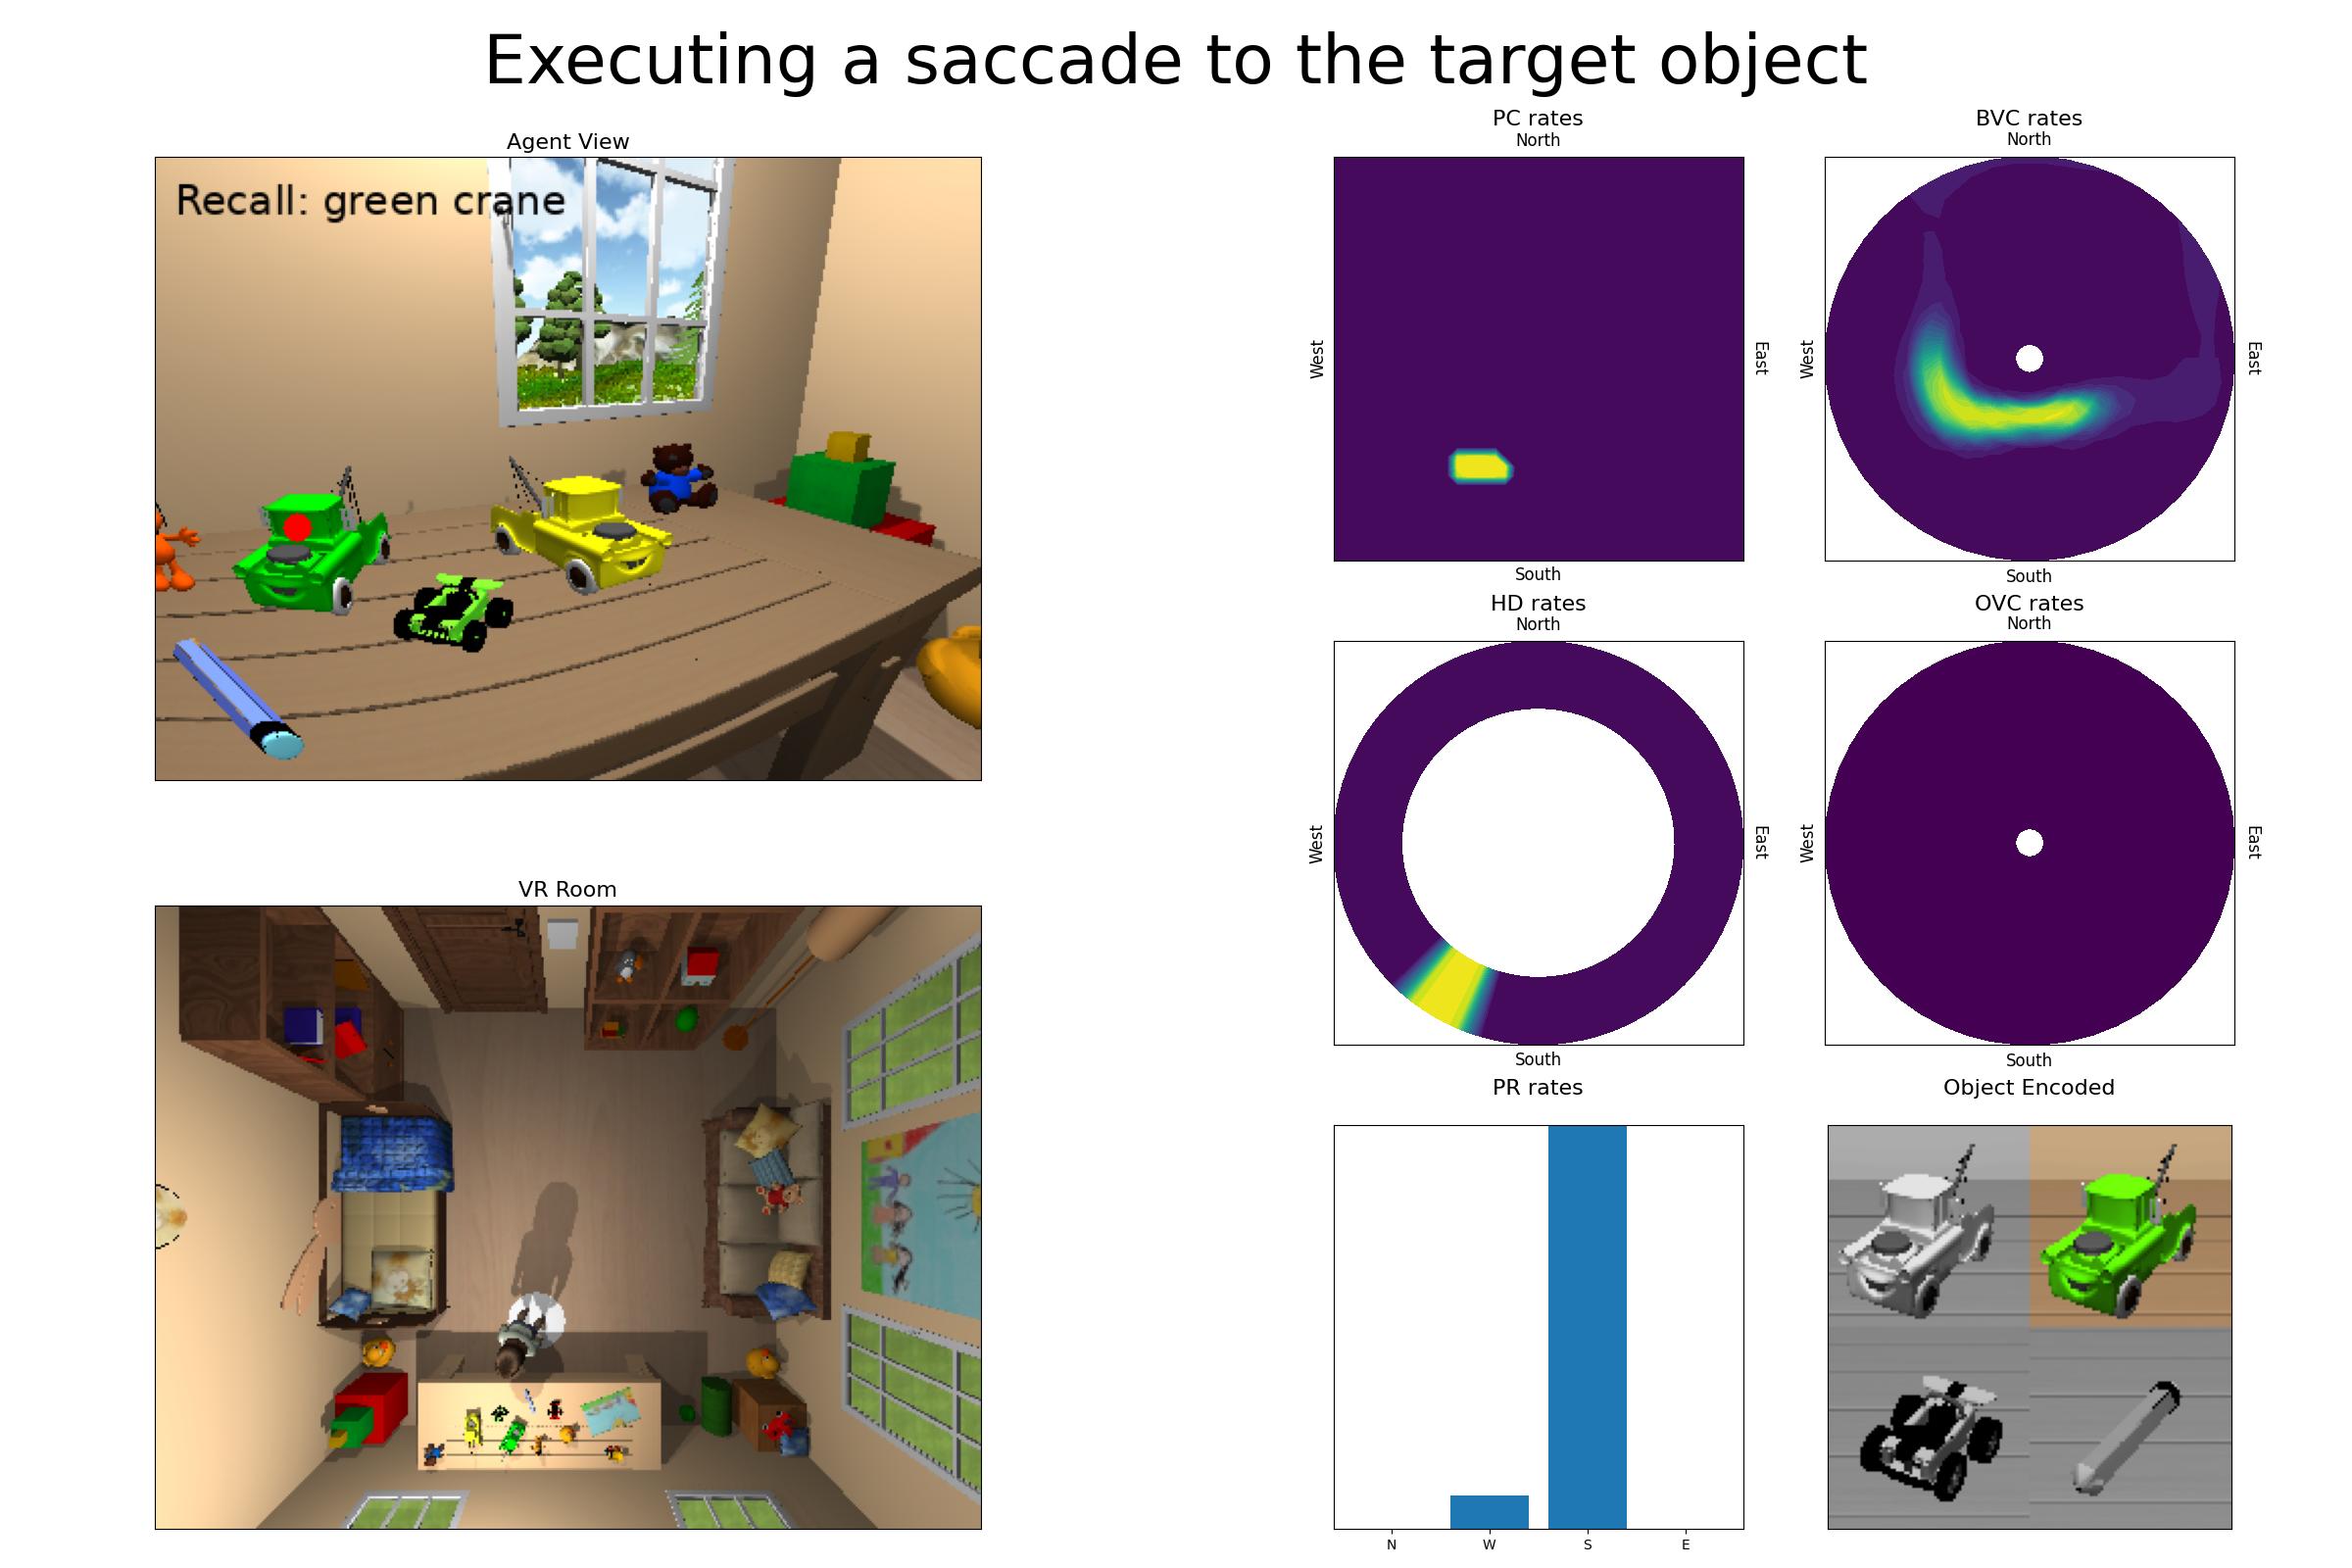 Executing a saccade to the target object
Agent View
Recall: green crane
VR Room
PC rates
North
West
East
South
BVC rates
North
West
East
South
HD rates
North
West
East
South
OVC rates
North
West
East
South
PR rates
N W S E
Object Encoded